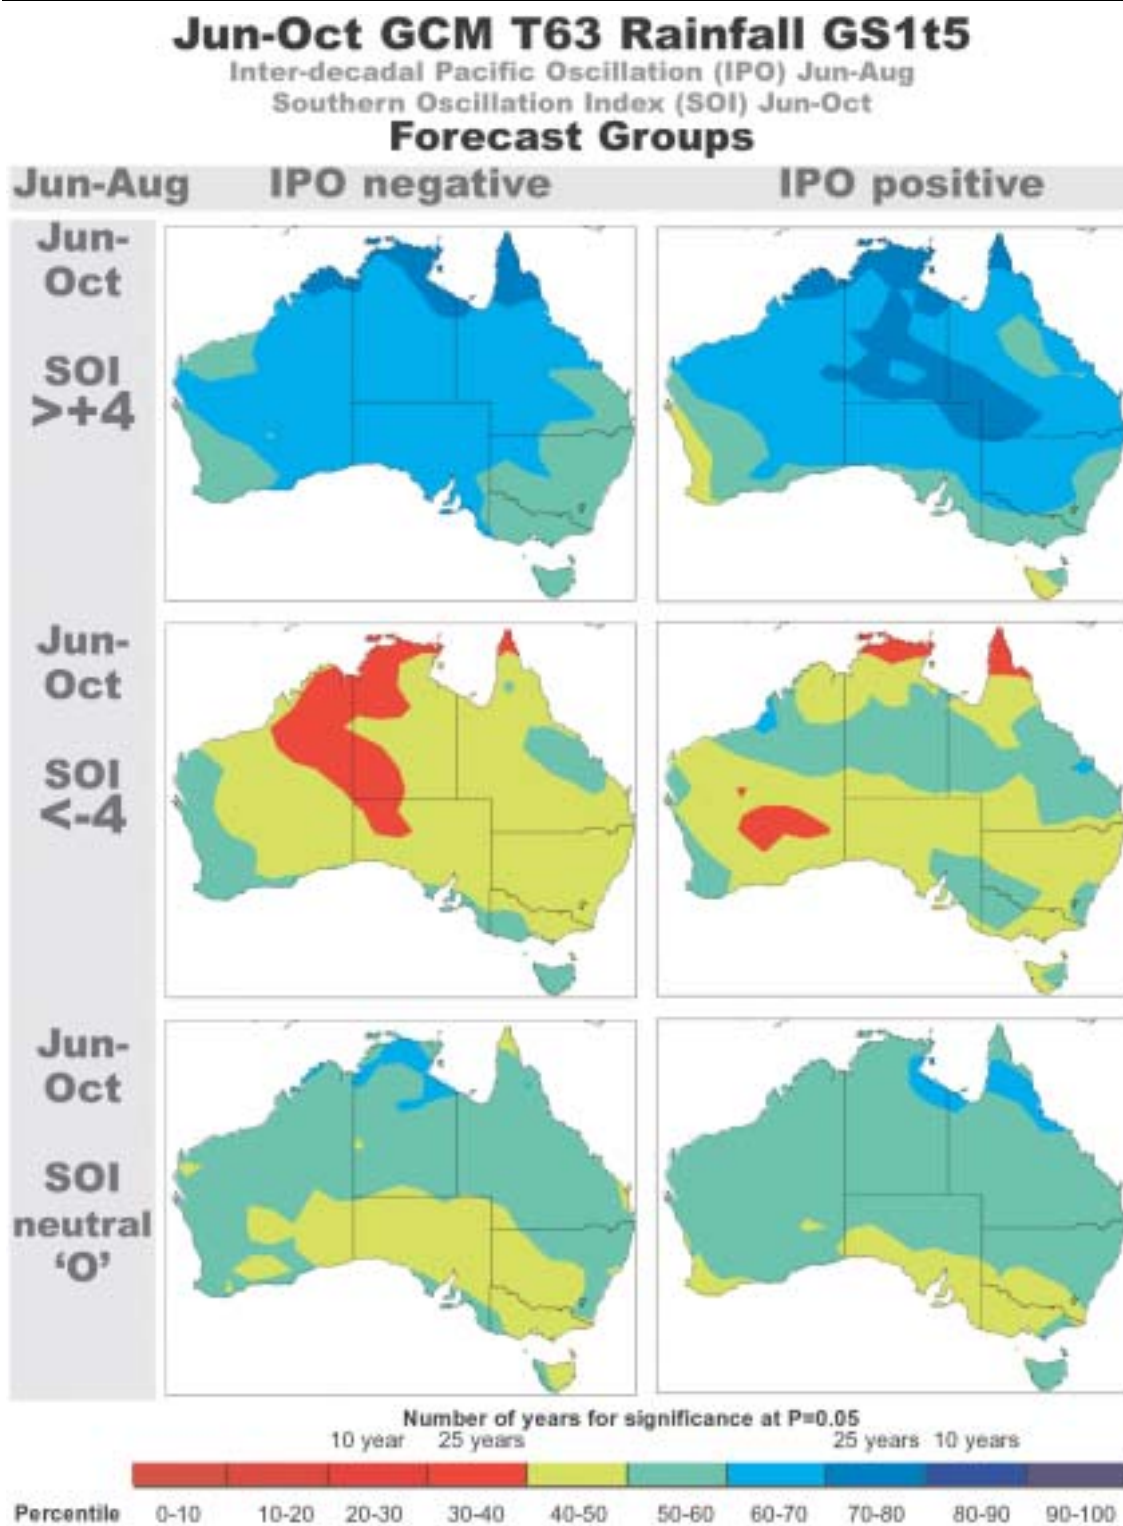 Jun-Oct GCM T63 Rainfall GS1t5
Inter-decadal Pacific Oscillation (IPO) Jun-Aug
Southern Oscillation Index (SOI) Jun-Oct
Forecast Groups
Jun-Aug IPO negative IPO positive
Jun-
Oct
SOI
>+4
Jun-
Oct
SOI
<-4
Jun-
Oct
SOI
neutral
‘O’
Number of years for significance at P=0.05
10 year 25 years 25 years 10 years
Percentile 0-10 10-20 20-30 30-40 40-50 50-60 60-70 70-80 80-90 90-100